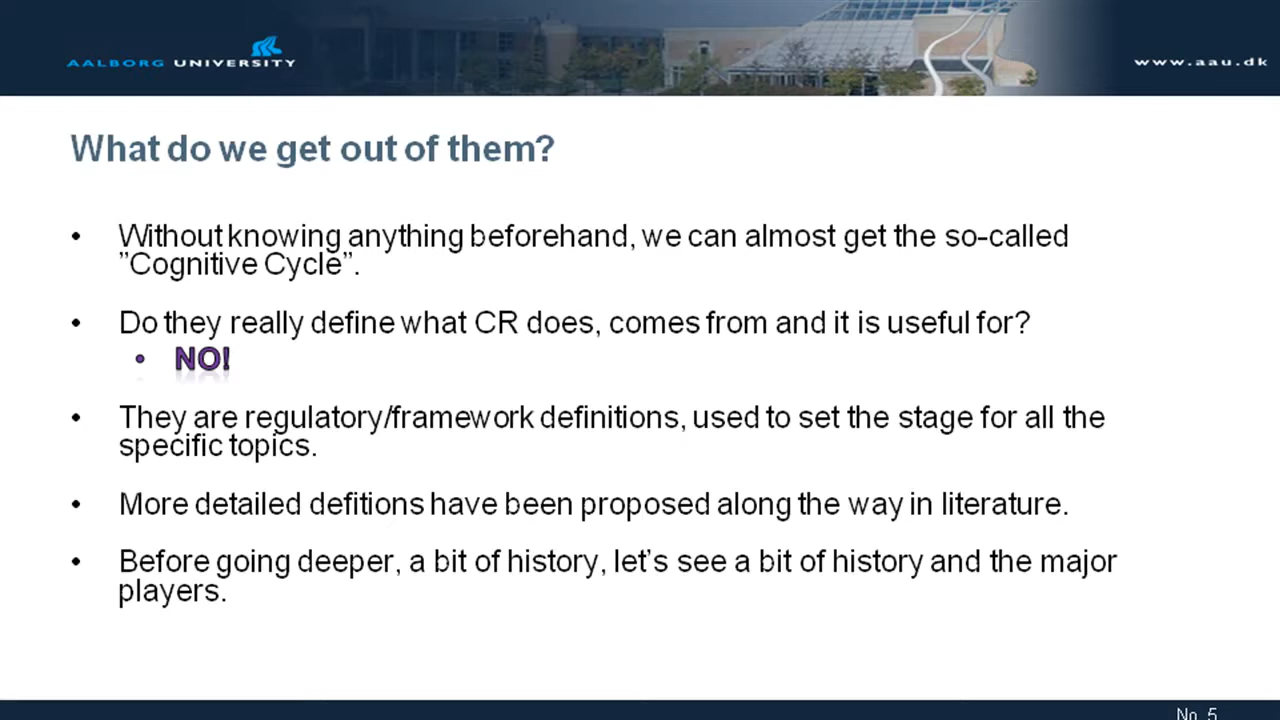 AALBORG UNIVERSITY
www.aau.dk
What do we get out of them?
• Without knowing anything beforehand, we can almost get the so-called
”Cognitive Cycle”.
• Do they really define what CR does, comes from and it is useful for?
• NO!
• They are regulatory/framework definitions, used to set the stage for all the
specific topics.
• More detailed defitions have been proposed along the way in literature.
• Before going deeper, a bit of history, let’s see a bit of history and the major
players.
No. 5